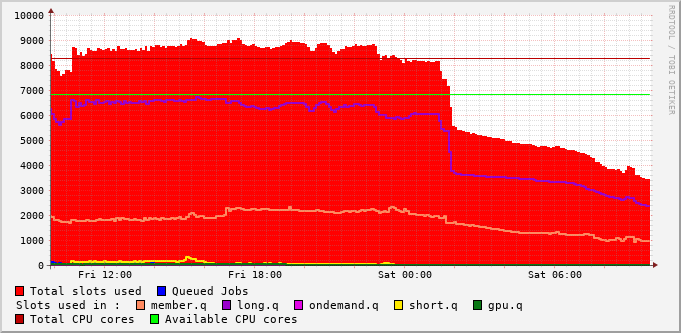 RRDTOOL / TOBI OETIKER
10000
9000
8000
7000
6000
5000
4000
3000
2000
1000
0
Fri 12:00 Fri 18:00 Sat 00:00 Sat 06:00
Total slots used Queued Jobs
Slots used in : member.q long.q ondemand.q short.q gpu.q
Total CPU cores Available CPU cores